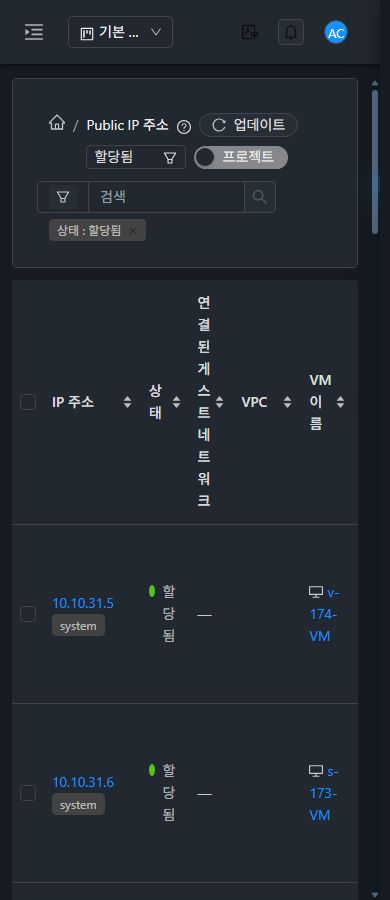 기본 ...
AC
/ Public IP 주소 업데이트
할당됨 프로젝트
검색
상태 : 할당됨
IP 주소
상
태
연
결
된
게
스
트
네
트
워
크
VPC
VM
이
름
10.10.31.5
system
할
당
됨
—
v-
174-
VM
10.10.31.6
system
할
당
됨
—
s-
173-
VM